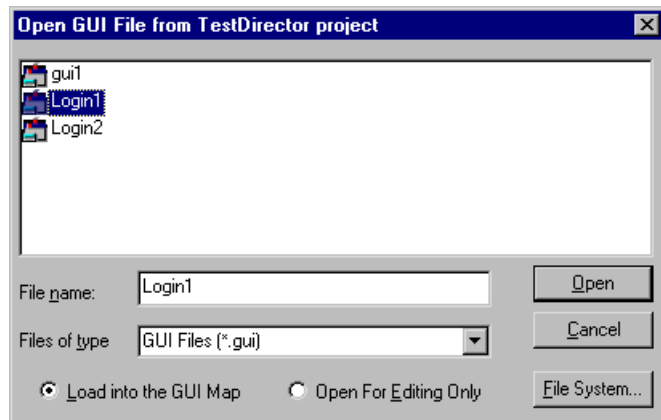 Open GUI File from TestDirector project
gui1
Login1
Login2
File name: Login1
Open
Files of type GUI Files (*.gui)
Cancel
Load into the GUI Map Open For Editing Only File System...